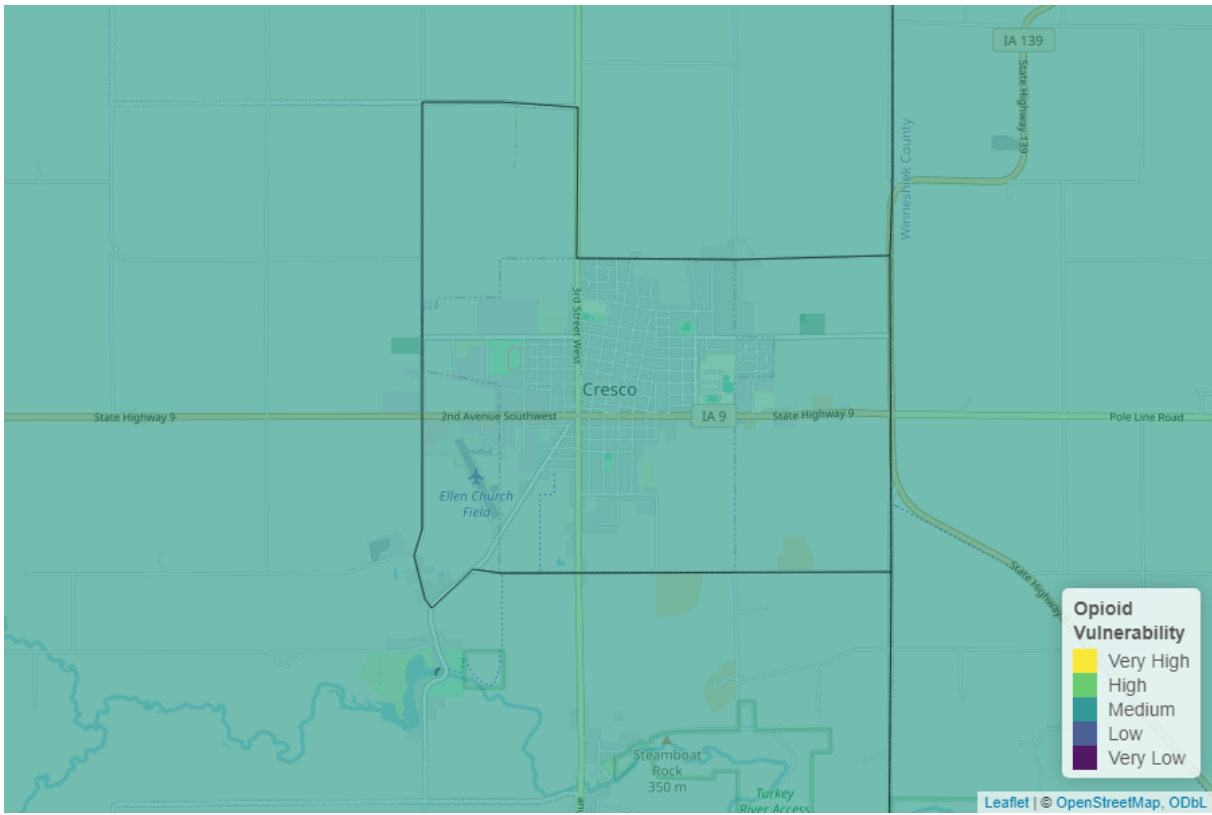 IA 139
State Highway 139
Winneshiek County
3rd Street West
Cresco
State Highway 9
2nd Avenue Southwest
IA 9
State Highway 9
Pole Line Road
Ellen Church
Field
State Highway
Steamboat
Rock
350 m
Turkey
River Access
Opioid
Vulnerability
Very High
High
Medium
Low
Very Low
Leaflet | © OpenStreetMap, ODbL